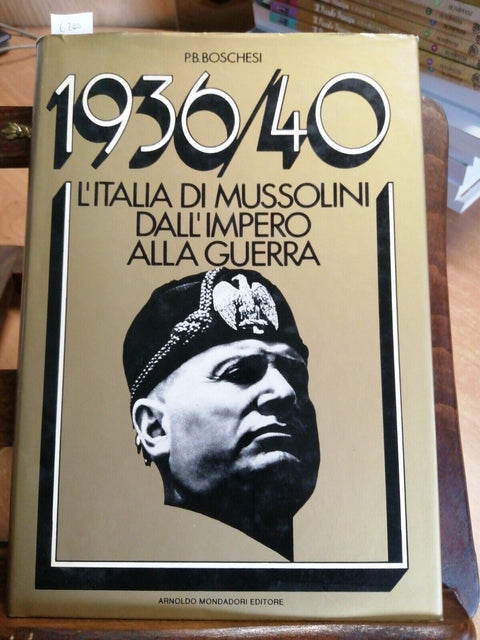 P.B. BOSCHESI
1936/40
L'ITALIA DI MUSSOLINI
DALL'IMPERO
ALLA GUERRA
ARNOLDO MONDADORI EDITORE